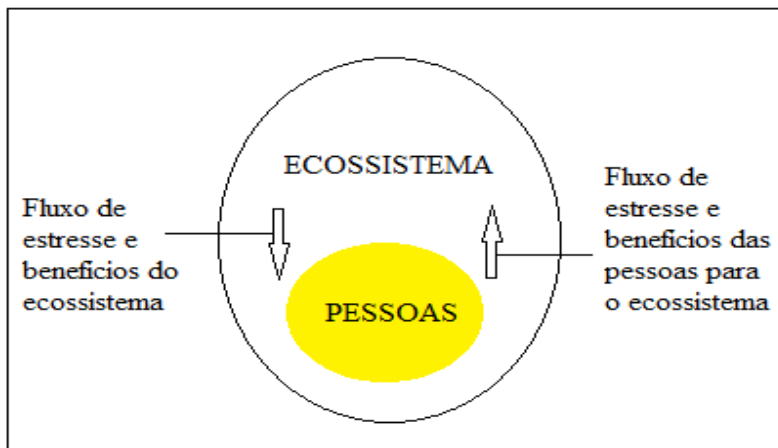 ECOSSISTEMA
Fluxo de
estresse e
benefícios do
ecossistema
Fluxo de
estresse e
benefícios das
pessoas para
o ecossistema
PESSOAS